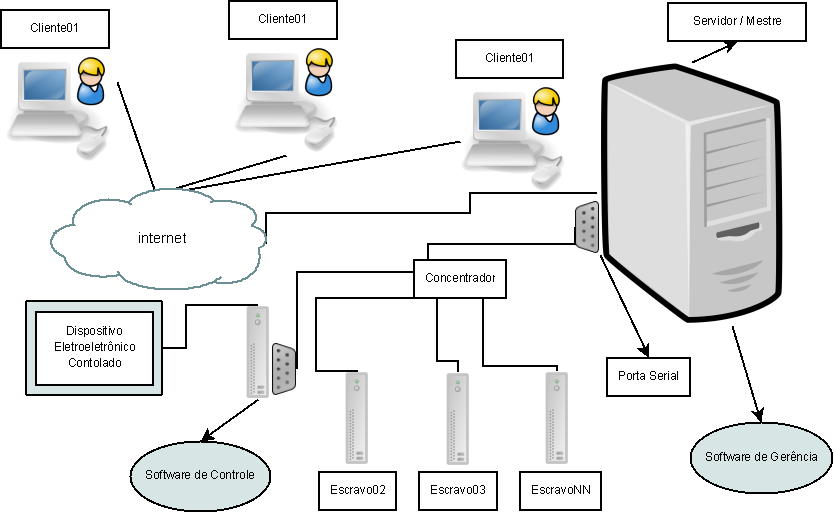 Cliente01
Cliente01
Servidor / Mestre
Cliente01
internet
Concentrador
Dispositivo
Eletroeletrônico
Contolado
Porta Serial
Software de Controle
Software de Gerência
Escravo02
Escravo03
EscravoNN